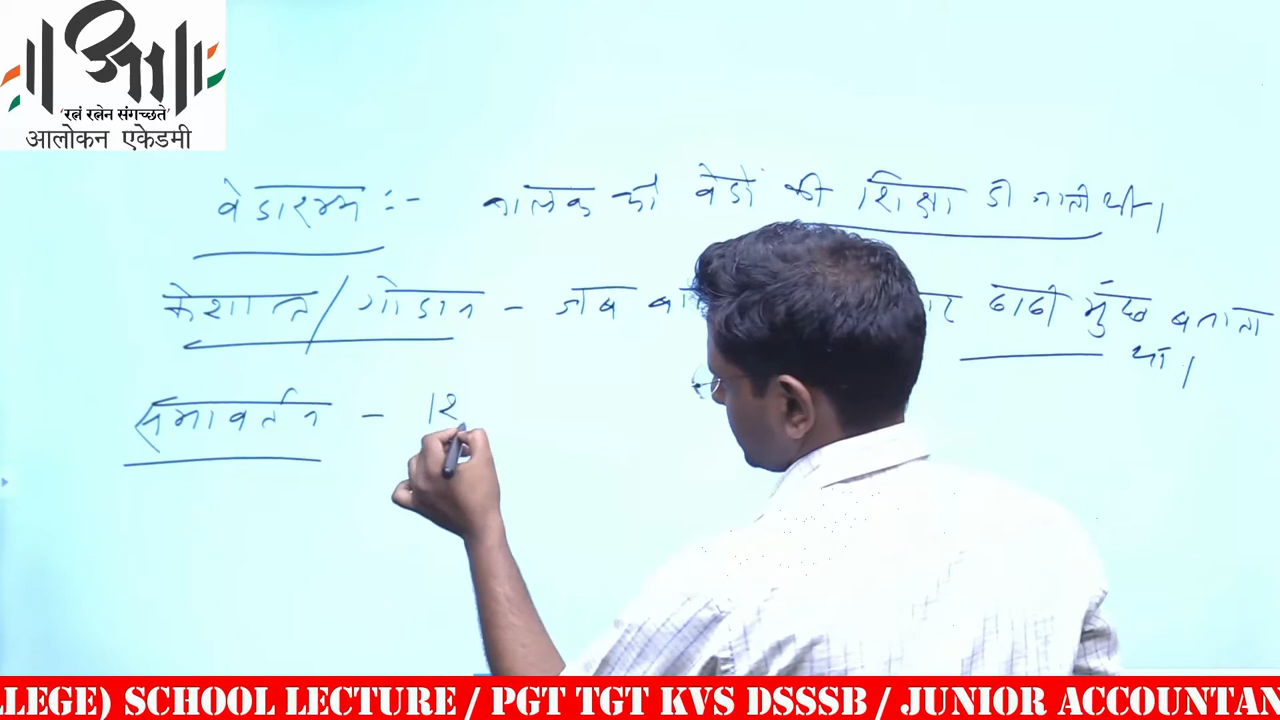 'रत्नं रत्नेन संगच्छते'
आलोकन एकेडमी
वेदारम्भ :- बालक को वेदों की शिक्षा दी जाती थी।
केशान्त / गोदान - जब बा बार दाढी मुंछ बनाता
था।
समावर्तन - शि
LLEGE) SCHOOL LECTURE / PGT TGT KVS DSSSB / JUNIOR ACCOUNTAN